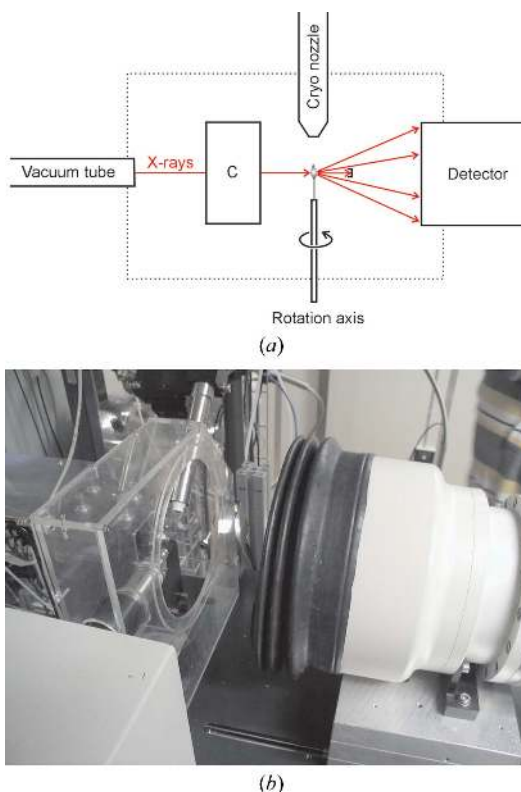 Cryo nozzle
X-rays
Vacuum tube
C
Detector
Rotation axis
(a)
(b)